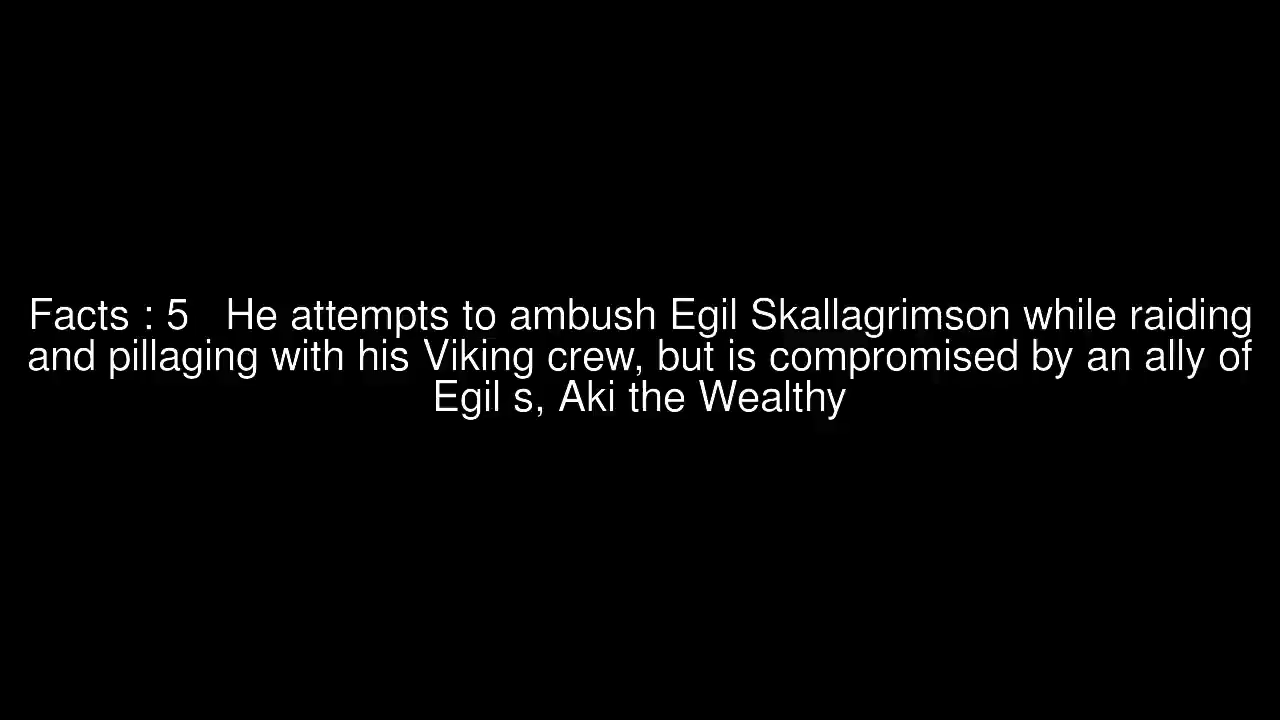 Facts : 5   He attempts to ambush Egil Skallagrimson while raiding
and pillaging with his Viking crew, but is compromised by an ally of
Egil s, Aki the Wealthy